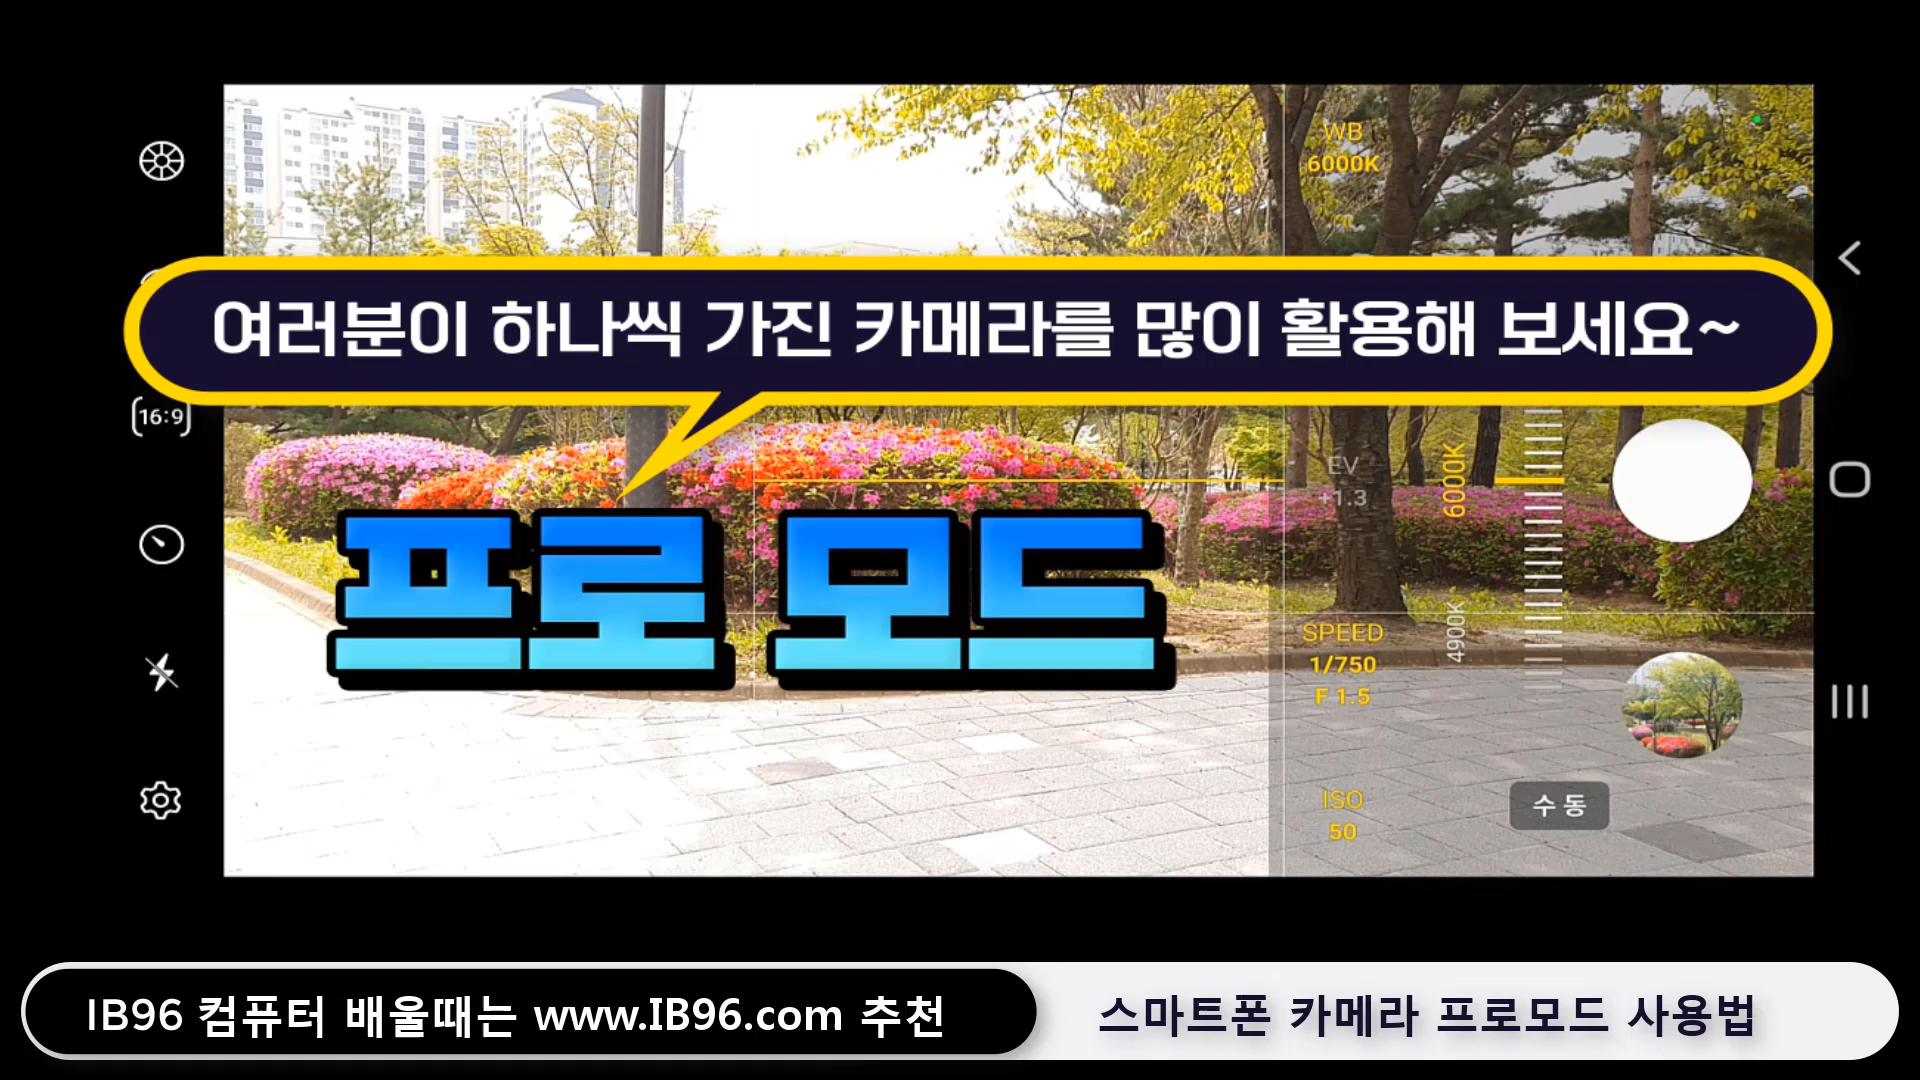 WB
6000K
여러분이 하나씩 가진 카메라를 많이 활용해 보세요~
16:9
EV
+1.3
6000K
프로 모드
SPEED
1/750
F 1.5
4900K
ISO
50
수동
IB96 컴퓨터 배울때는 www.IB96.com 추천
스마트폰 카메라 프로모드 사용법